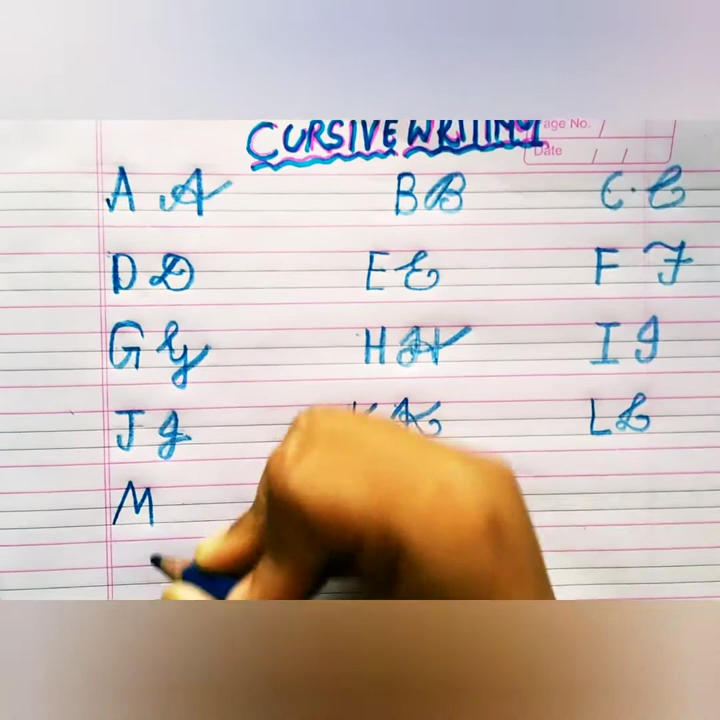 CURSIVE WRITING
Page No. /
Date / /
A A B B C . C
D D E E F F
G G H H I I
J J K K L L
M